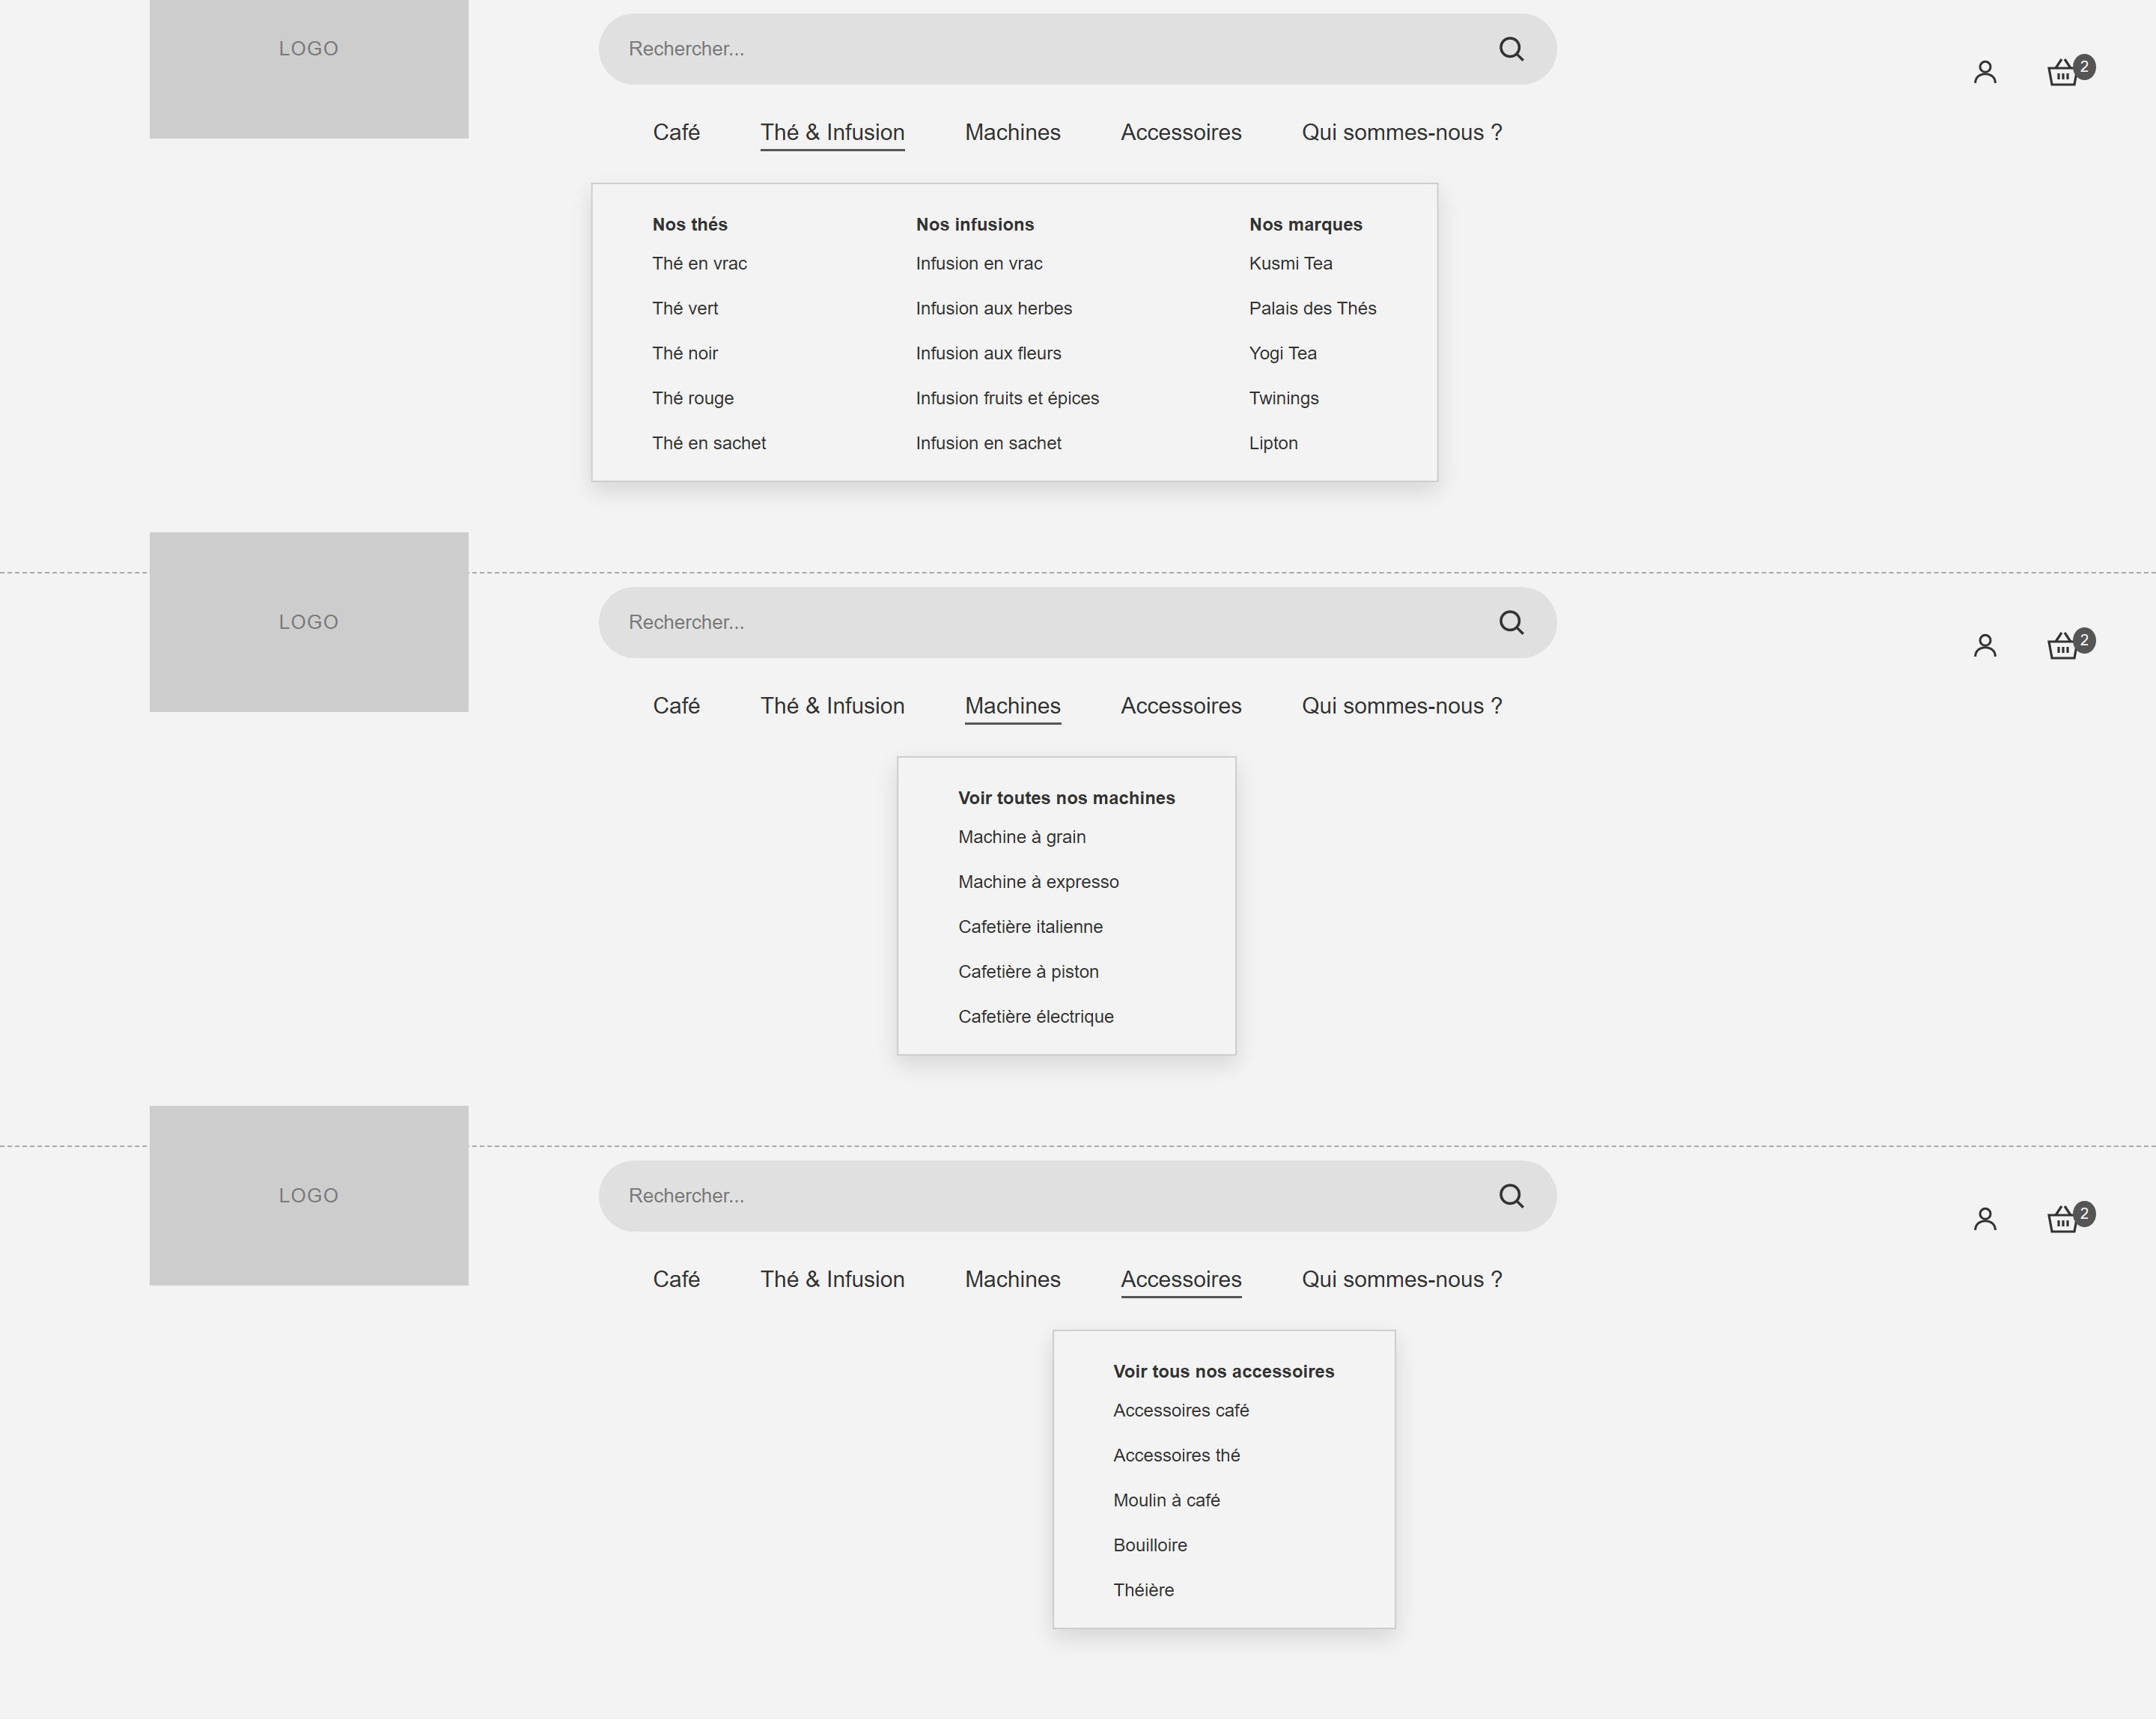 LOGO
Rechercher...
2
Café Thé & Infusion Machines Accessoires Qui sommes-nous ?
Nos thés
Thé en vrac
Thé vert
Thé noir
Thé rouge
Thé en sachet
Nos infusions
Infusion en vrac
Infusion aux herbes
Infusion aux fleurs
Infusion fruits et épices
Infusion en sachet
Nos marques
Kusmi Tea
Palais des Thés
Yogi Tea
Twinings
Lipton
LOGO
Rechercher...
2
Café Thé & Infusion Machines Accessoires Qui sommes-nous ?
Voir toutes nos machines
Machine à grain
Machine à expresso
Cafetière italienne
Cafetière à piston
Cafetière électrique
LOGO
Rechercher...
2
Café Thé & Infusion Machines Accessoires Qui sommes-nous ?
Voir tous nos accessoires
Accessoires café
Accessoires thé
Moulin à café
Bouilloire
Théière